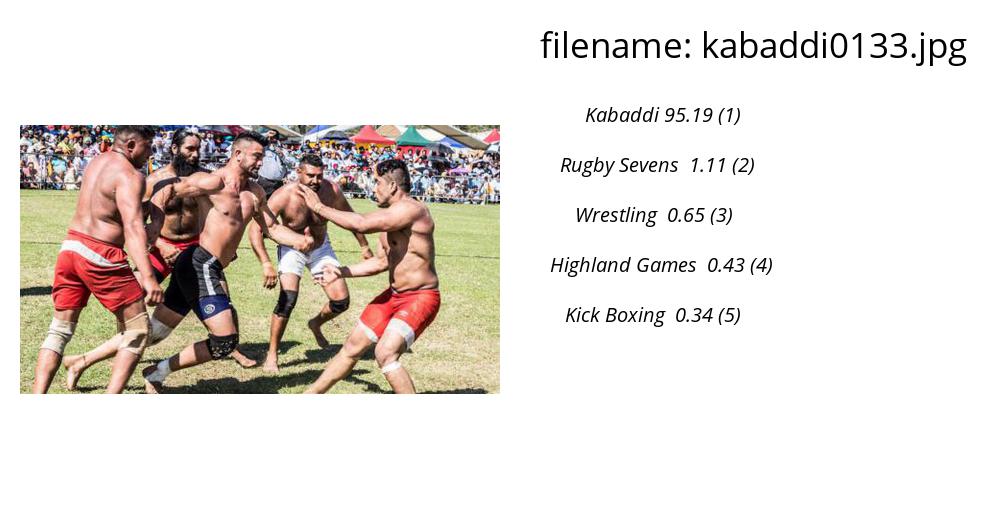 filename: kabaddi0133.jpg
Kabaddi 95.19 (1)
Rugby Sevens 1.11 (2)
Wrestling 0.65 (3)
Highland Games 0.43 (4)
Kick Boxing 0.34 (5)